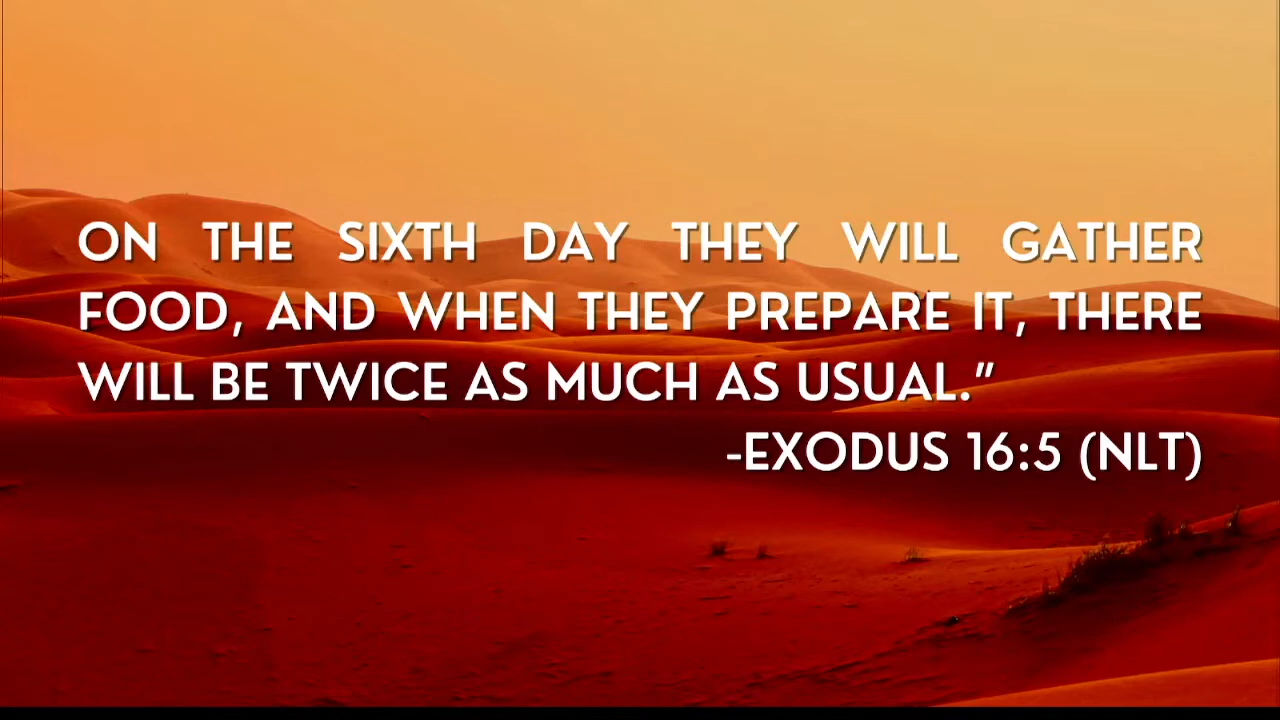 ON THE SIXTH DAY THEY WILL GATHER
FOOD, AND WHEN THEY PREPARE IT, THERE
WILL BE TWICE AS MUCH AS USUAL.”
-EXODUS 16:5 (NLT)